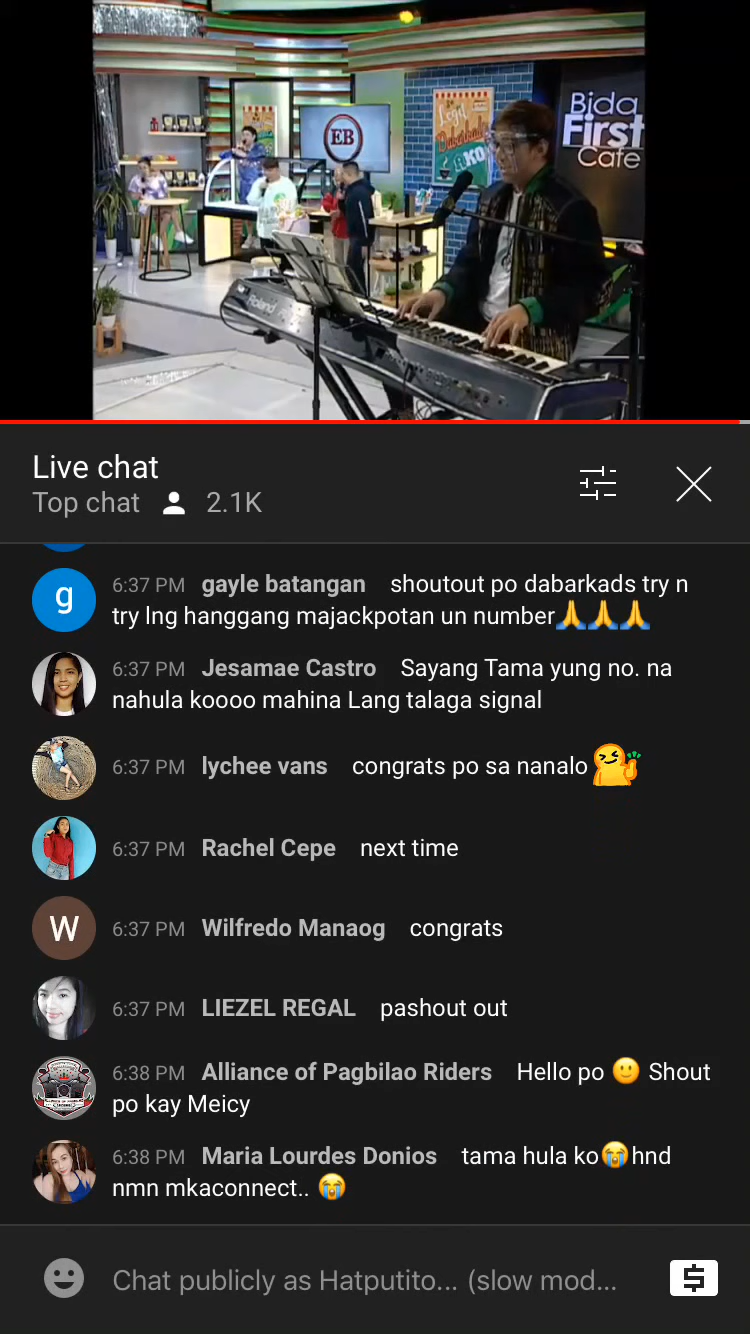 Bida
First
Cafe
EB
Legit
Dabarkads
AKO
Roland
Live chat
Top chat 2.1K
g
6:37 PM gayle batangan shoutout po dabarkads try n
try lng hanggang majackpotan un number🙏🙏🙏
6:37 PM Jesamae Castro Sayang Tama yung no. na
nahula koooo mahina Lang talaga signal
6:37 PM lychee vans congrats po sa nanalo
6:37 PM Rachel Cepe next time
W
6:37 PM Wilfredo Manaog congrats
6:37 PM LIEZEL REGAL pashout out
6:38 PM Alliance of Pagbilao Riders Hello po 🙂 Shout
po kay Meicy
6:38 PM Maria Lourdes Donios tama hula ko😭hnd
nmn mkaconnect.. 😭
Chat publicly as Hatputito... (slow mod...
$